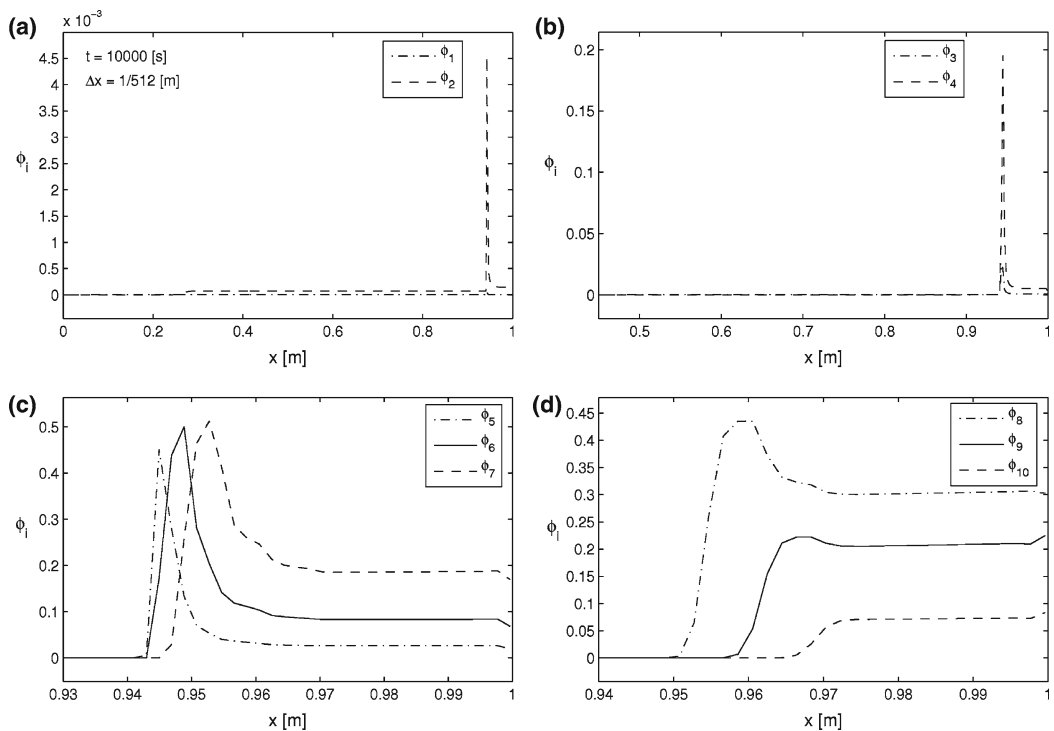 (a)
x 10⁻³
t = 10000 [s]
Δx = 1/512 [m]
ϕ₁
ϕ₂
4.5
4
3.5
3
2.5
2
1.5
1
0.5
0
ϕᵢ
0 0.2 0.4 0.6 0.8 1
x [m]
(b)
ϕ₃
ϕ₄
0.2
0.15
0.1
0.05
0.00
ϕᵢ
0.5 0.6 0.7 0.8 0.9 1
x [m]
(c)
ϕ₅
ϕ₆
ϕ₇
0.5
0.4
0.3
0.2
0.1
0
ϕᵢ
0.93 0.94 0.95 0.96 0.97 0.98 0.99 1
x [m]
(d)
ϕ₈
ϕ₉
ϕ₁₀
0.45
0.4
0.35
0.3
0.25
0.2
0.15
0.1
0.05
0
ϕₗ
0.94 0.95 0.96 0.97 0.98 0.99 1
x [m]